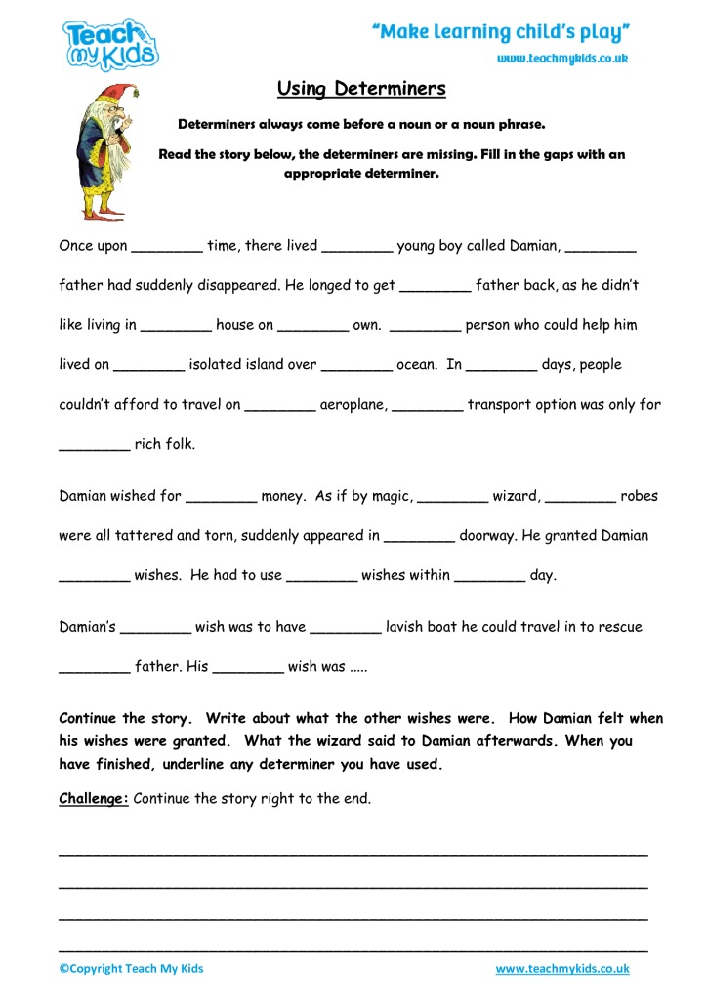 Teach
my Kids
“Make learning child’s play”
www.teachmykids.co.uk
Using Determiners
Determiners always come before a noun or a noun phrase.
Read the story below, the determiners are missing. Fill in the gaps with an
appropriate determiner.
Once upon ________ time, there lived ________ young boy called Damian, ________
father had suddenly disappeared. He longed to get ________ father back, as he didn’t
like living in ________ house on ________ own. ________ person who could help him
lived on ________ isolated island over ________ ocean. In ________ days, people
couldn’t afford to travel on ________ aeroplane, ________ transport option was only for
________ rich folk.
Damian wished for ________ money. As if by magic, ________ wizard, ________ robes
were all tattered and torn, suddenly appeared in ________ doorway. He granted Damian
________ wishes. He had to use ________ wishes within ________ day.
Damian’s ________ wish was to have ________ lavish boat he could travel in to rescue
________ father. His ________ wish was .....
Continue the story. Write about what the other wishes were. How Damian felt when
his wishes were granted. What the wizard said to Damian afterwards. When you
have finished, underline any determiner you have used.
Challenge: Continue the story right to the end.
©Copyright Teach My Kids
www.teachmykids.co.uk